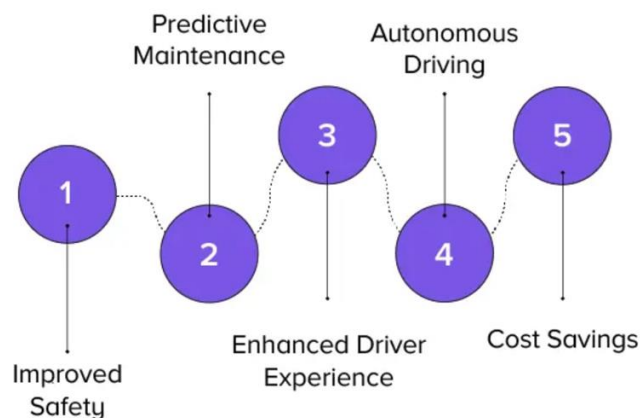 1
Improved
Safety
Predictive
Maintenance
2
3
Enhanced Driver
Experience
Autonomous
Driving
4
5
Cost Savings